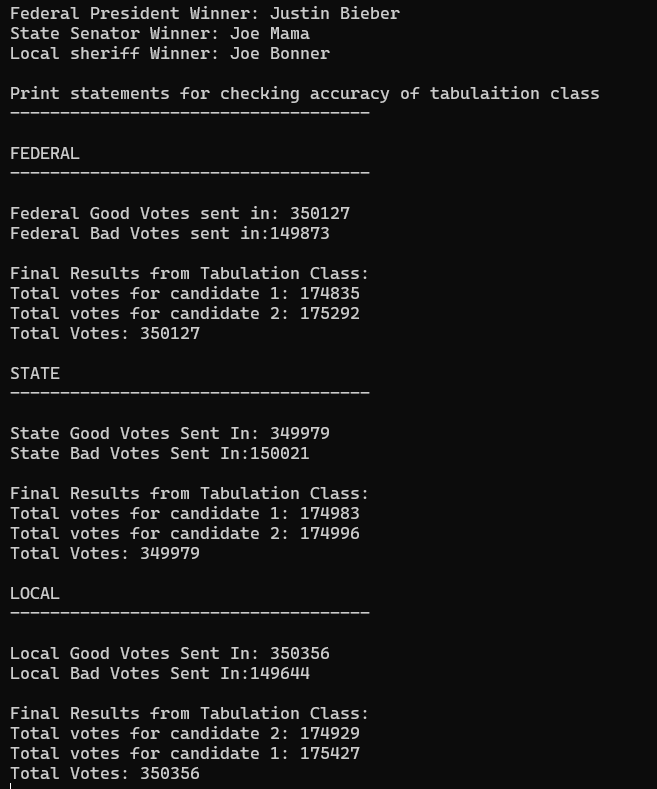 Federal President Winner: Justin Bieber
State Senator Winner: Joe Mama
Local sheriff Winner: Joe Bonner
Print statements for checking accuracy of tabulaition class
------------------------------------
FEDERAL
------------------------------------
Federal Good Votes sent in: 350127
Federal Bad Votes sent in:149873
Final Results from Tabulation Class:
Total votes for candidate 1: 174835
Total votes for candidate 2: 175292
Total Votes: 350127
STATE
------------------------------------
State Good Votes Sent In: 349979
State Bad Votes Sent In:150021
Final Results from Tabulation Class:
Total votes for candidate 1: 174983
Total votes for candidate 2: 174996
Total Votes: 349979
LOCAL
------------------------------------
Local Good Votes Sent In: 350356
Local Bad Votes Sent In:149644
Final Results from Tabulation Class:
Total votes for candidate 2: 174929
Total votes for candidate 1: 175427
Total Votes: 350356